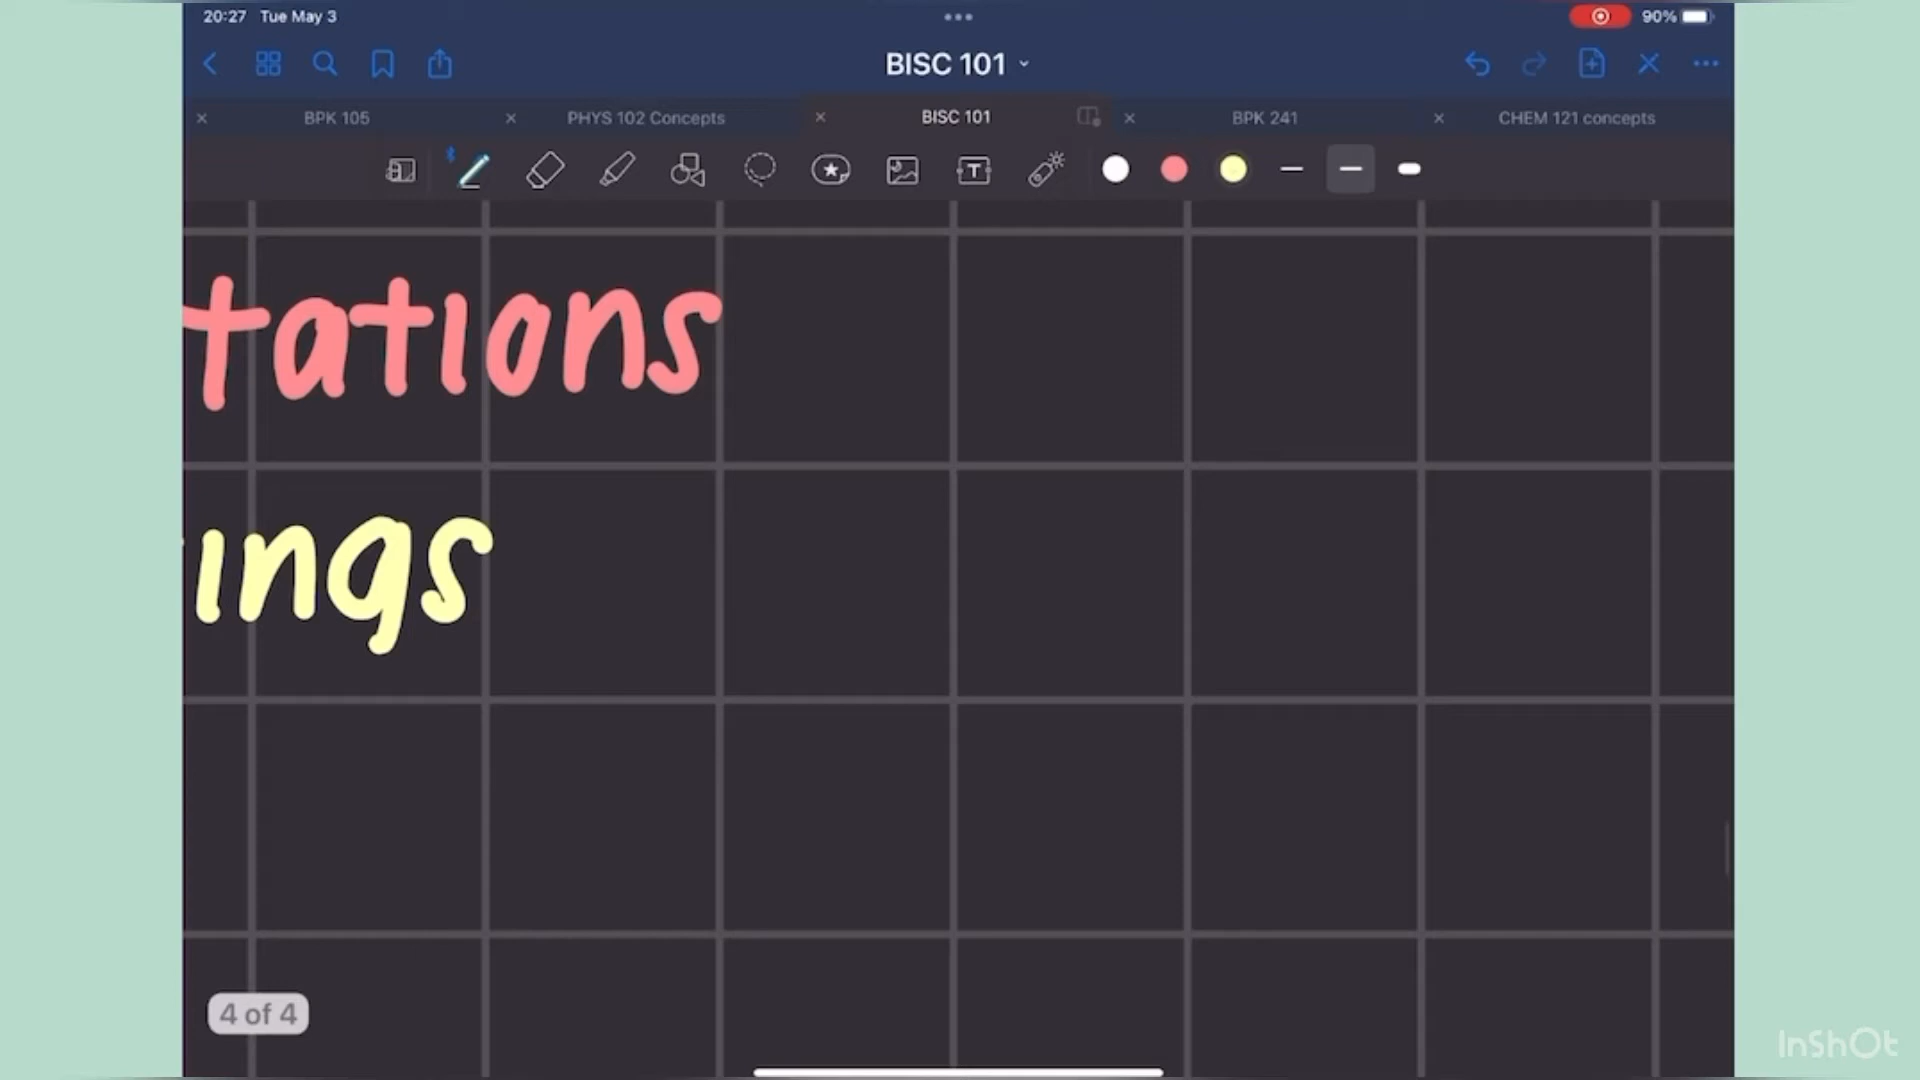 20:27 Tue May 3
90%
BISC 101
BPK 105
PHYS 102 Concepts
BISC 101
BPK 241
CHEM 121 concepts
tations
ings
4 of 4
InShOt